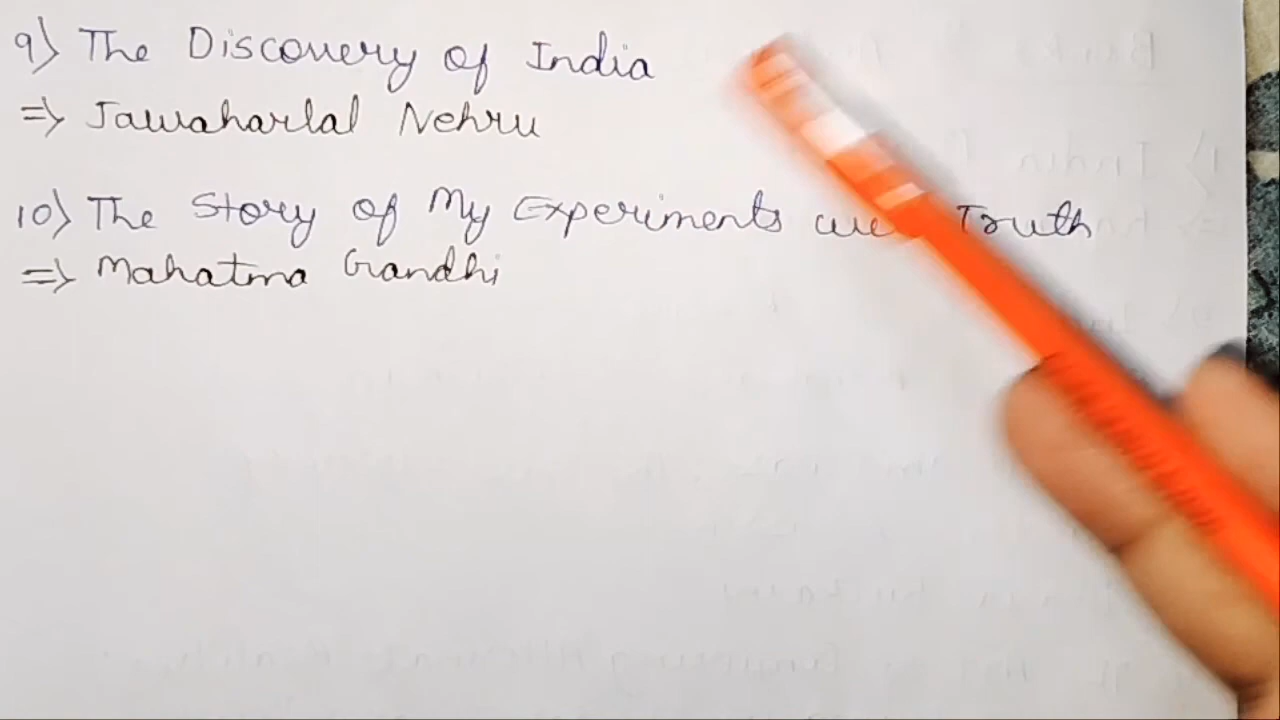 9) The Discovery of India
=> Jawaharlal Nehru
10) The Story of My Experiments Truth
=> Mahatma Gandhi